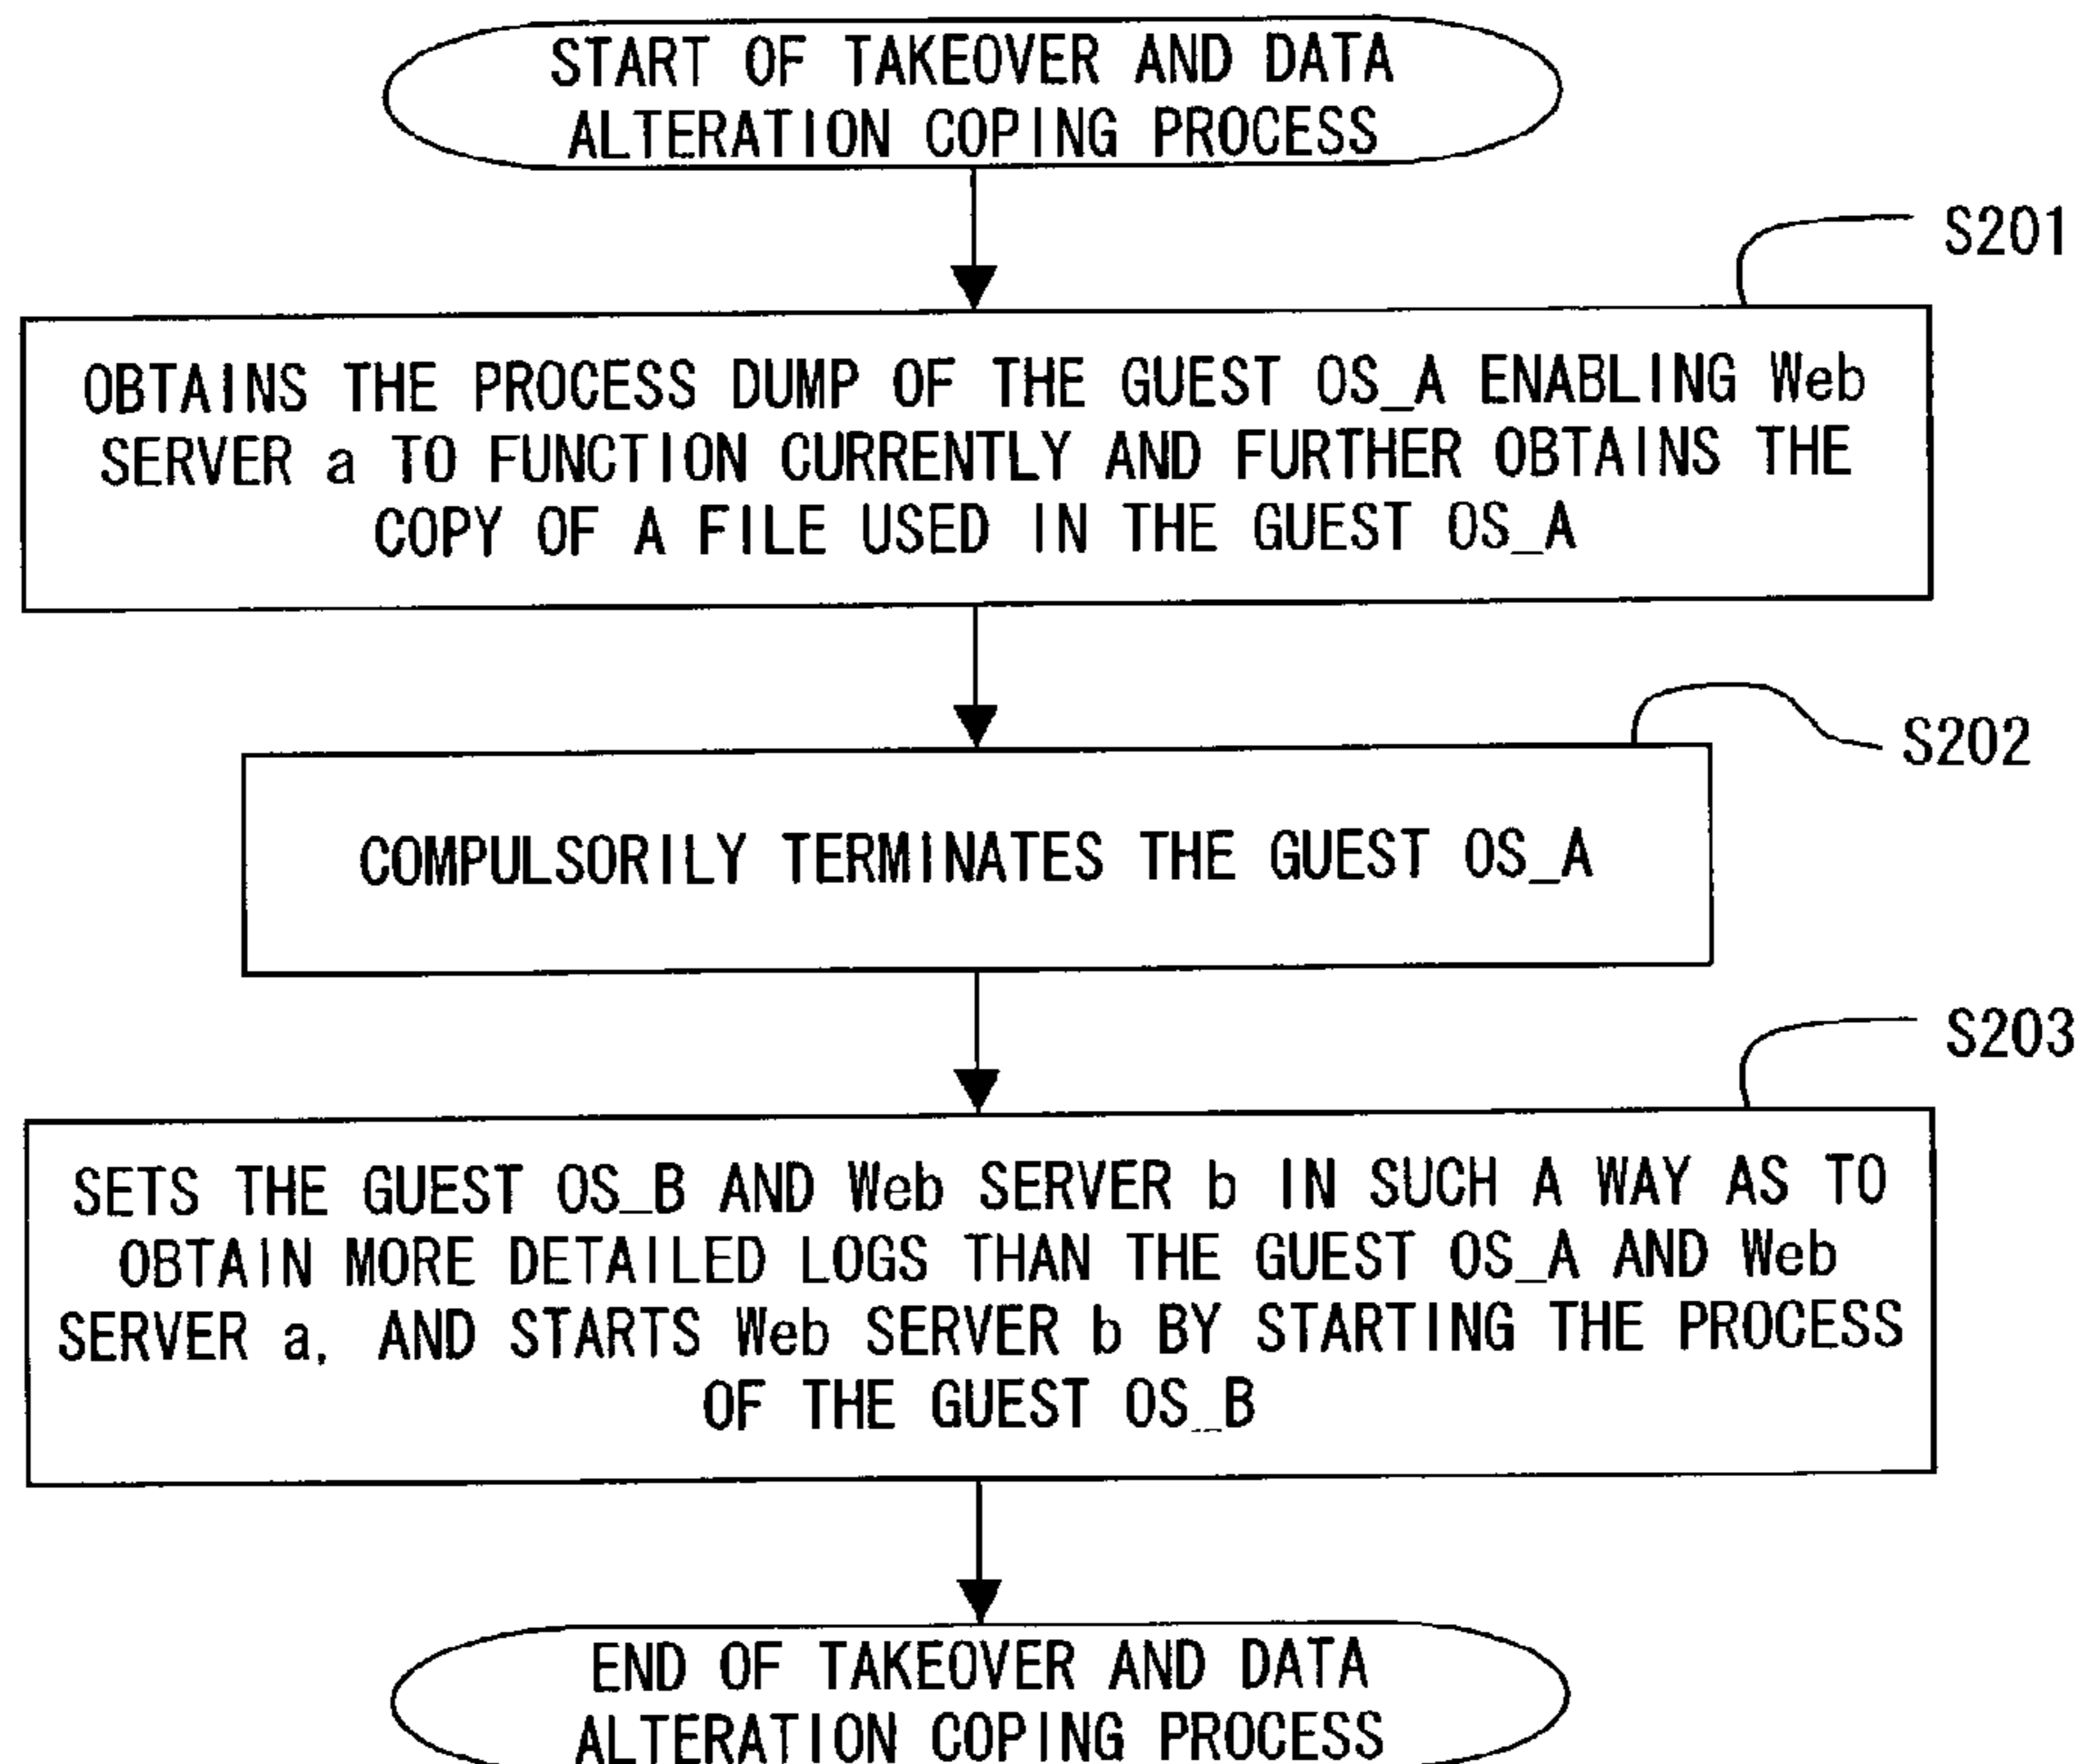 START OF TAKEOVER AND DATA
ALTERATION COPING PROCESS
S201
OBTAINS THE PROCESS DUMP OF THE GUEST OS_A ENABLING Web
SERVER a TO FUNCTION CURRENTLY AND FURTHER OBTAINS THE
COPY OF A FILE USED IN THE GUEST OS_A
S202
COMPULSORILY TERMINATES THE GUEST OS_A
S203
SETS THE GUEST OS_B AND Web SERVER b IN SUCH A WAY AS TO
OBTAIN MORE DETAILED LOGS THAN THE GUEST OS_A AND Web
SERVER a, AND STARTS Web SERVER b BY STARTING THE PROCESS
OF THE GUEST OS_B
END OF TAKEOVER AND DATA
ALTERATION COPING PROCESS